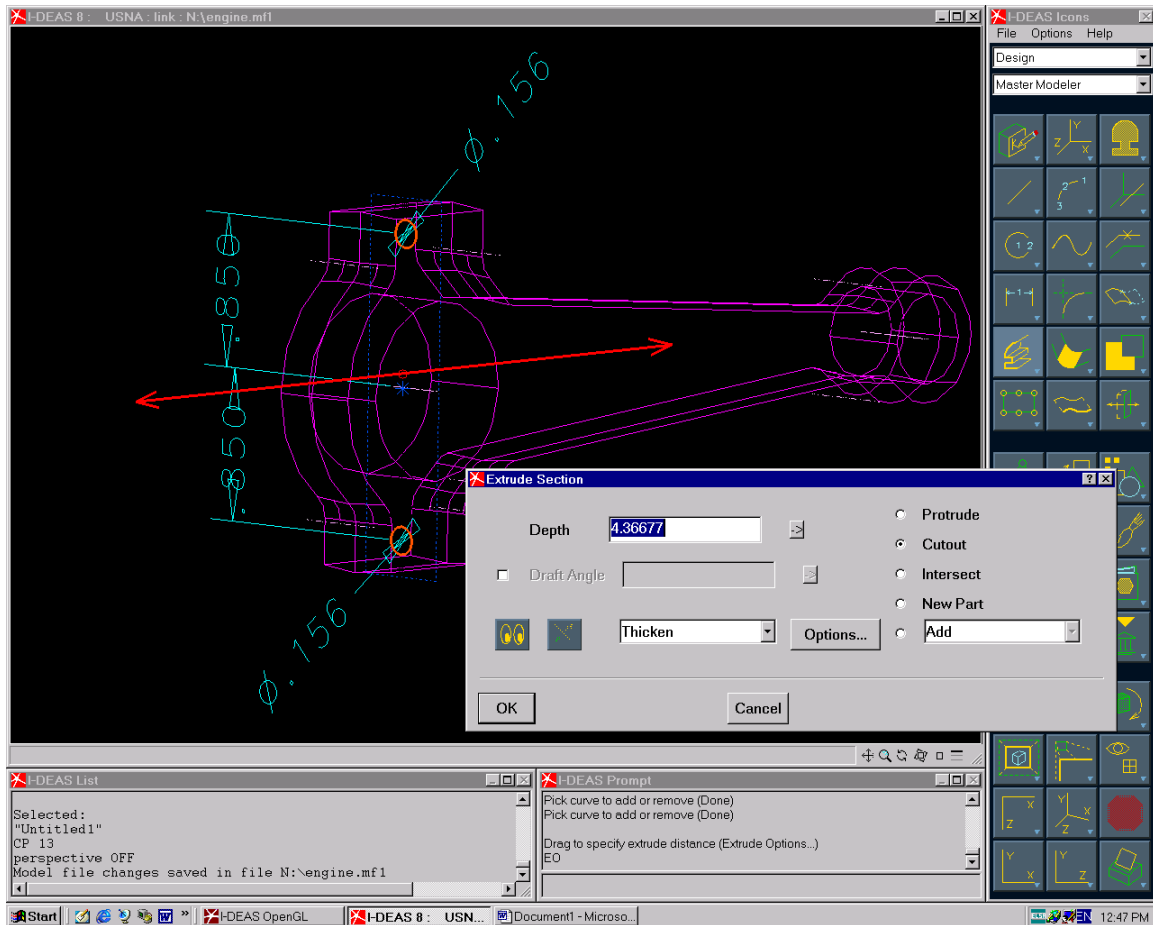 I-DEAS 8 : USNA : link : N:\engine.mf1
I-DEAS Icons
File Options Help
Design
Master Modeler
Φ.156
.850
.850
Φ.156
Extrude Section
Depth 4.36677 ->
Draft Angle ->
Thicken Options...
Protrude
Cutout
Intersect
New Part
Add
OK Cancel
I-DEAS List
Selected:
"Untitled1"
CP 13
perspective OFF
Model file changes saved in file N:\engine.mf1
I-DEAS Prompt
Pick curve to add or remove (Done)
Pick curve to add or remove (Done)
Drag to specify extrude distance (Extrude Options...)
EO
Start » I-DEAS OpenGL I-DEAS 8 : USN... Document1 - Microso... EN 12:47 PM